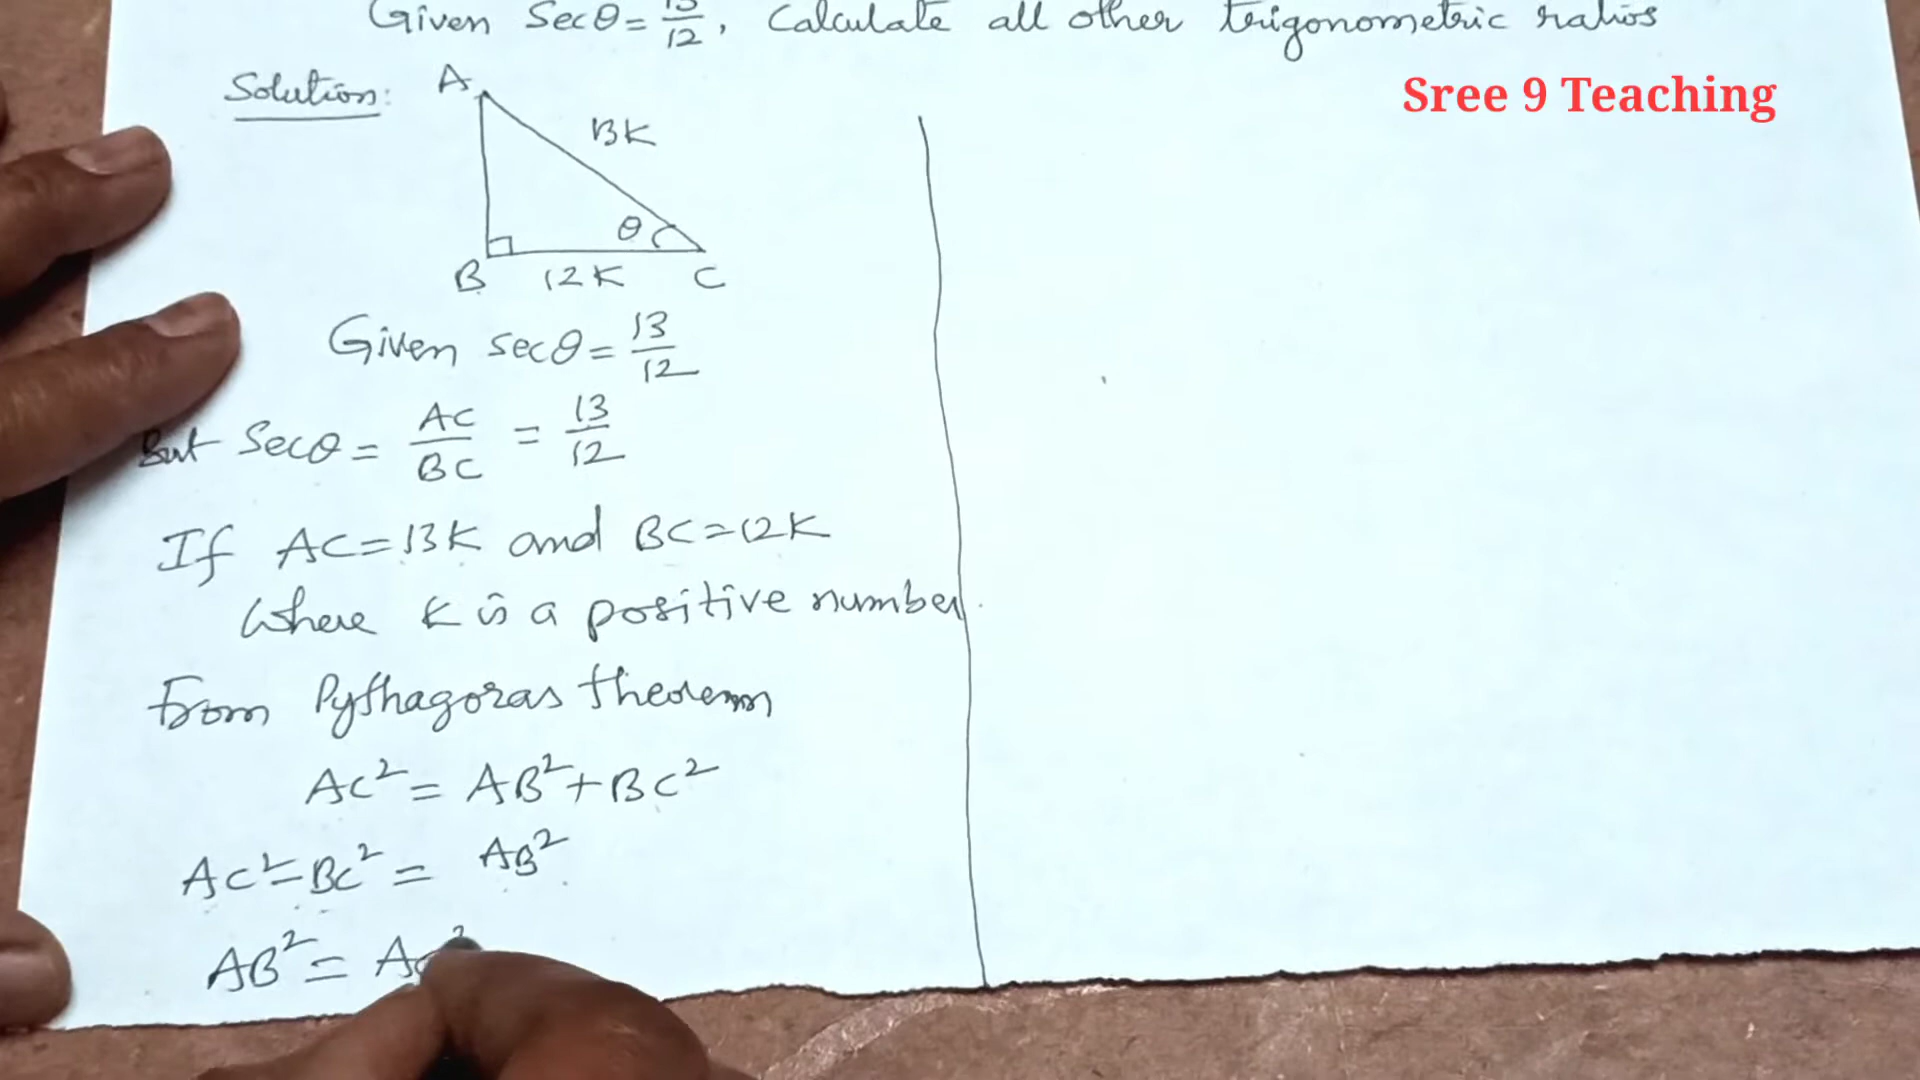 Given Secθ = 13/12, Calculate all other trigonometric ratios
Sree 9 Teaching
Solution:
A
13K
θ
B 12K C
Given secθ = 13/12
But Secθ = AC/BC = 13/12
If AC = 13K and BC = 12K
Where K is a positive number.
From Pythagoras theorem
AC² = AB² + BC²
AC² - BC² = AB²
AB² = AC²